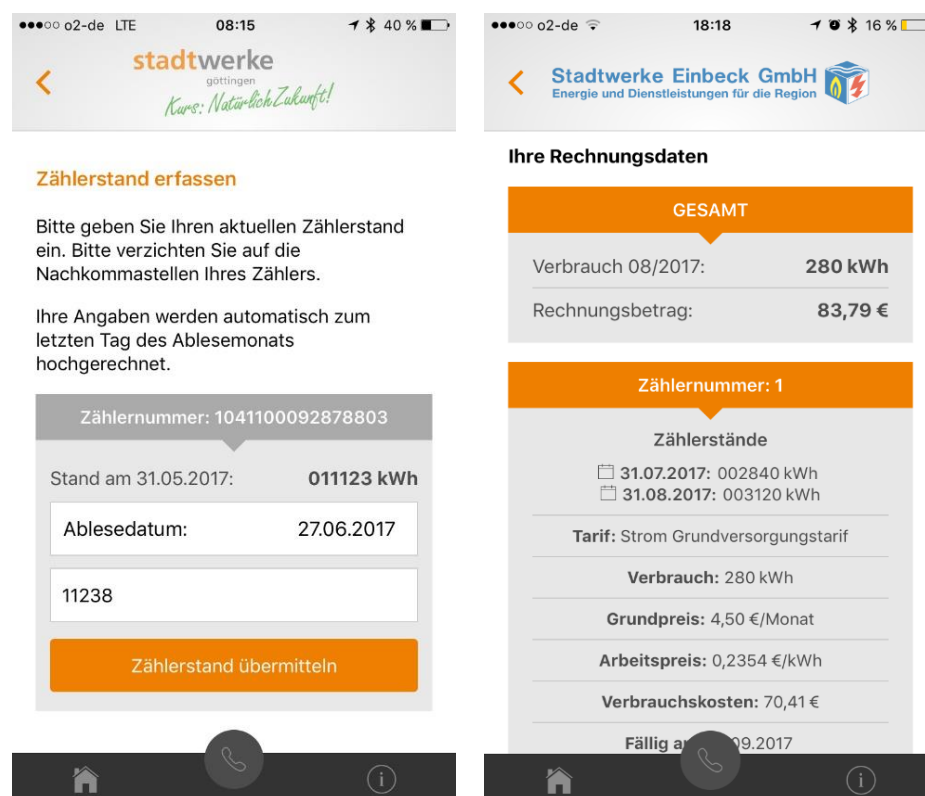 o2-de LTE 08:15 40 %
stadtwerke
göttingen
Kurs: Natürlich Zukunft!
Zählerstand erfassen
Bitte geben Sie Ihren aktuellen Zählerstand
ein. Bitte verzichten Sie auf die
Nachkommastellen Ihres Zählers.
Ihre Angaben werden automatisch zum
letzten Tag des Ablesemonats
hochgerechnet.
Zählernummer: 1041100092878803
Stand am 31.05.2017: 011123 kWh
Ablesedatum: 27.06.2017
11238
Zählerstand übermitteln
o2-de 18:18 16 %
Stadtwerke Einbeck GmbH
Energie und Dienstleistungen für die Region
Ihre Rechnungsdaten
GESAMT
Verbrauch 08/2017: 280 kWh
Rechnungsbetrag: 83,79 €
Zählernummer: 1
Zählerstände
31.07.2017: 002840 kWh
31.08.2017: 003120 kWh
Tarif: Strom Grundversorgungstarif
Verbrauch: 280 kWh
Grundpreis: 4,50 €/Monat
Arbeitspreis: 0,2354 €/kWh
Verbrauchskosten: 70,41 €
Fällig 09.2017